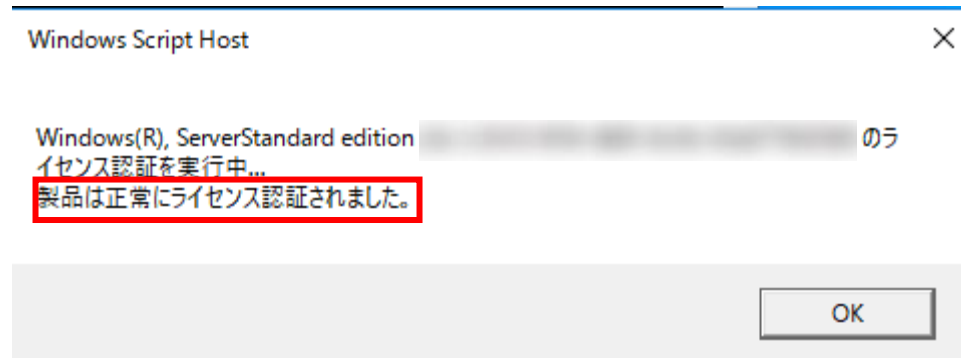 Windows Script Host
Windows(R), ServerStandard edition のラ
イセンス認証を実行中...
製品は正常にライセンス認証されました。
OK